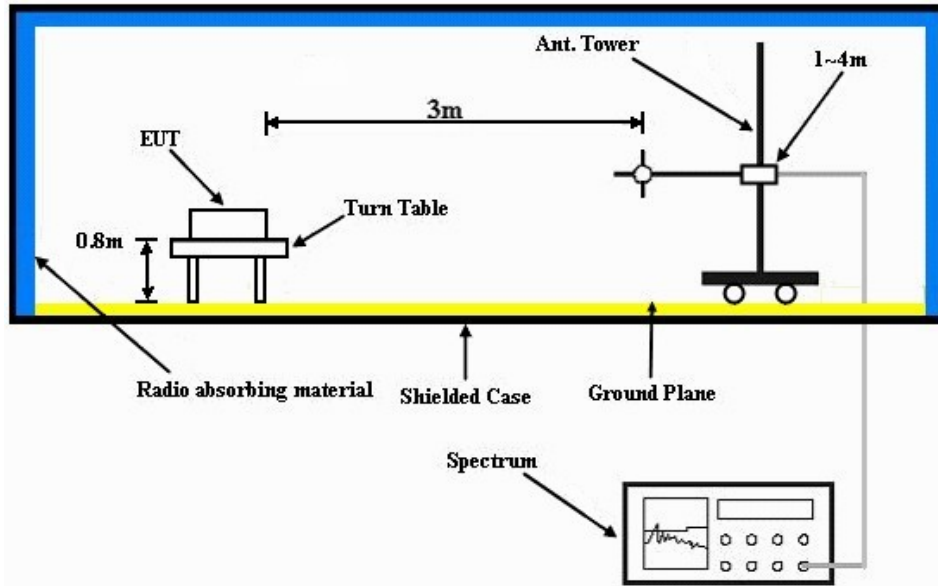 Ant. Tower
1~4m
3m
EUT
Turn Table
0.8m
Radio absorbing material
Shielded Case
Ground Plane
Spectrum